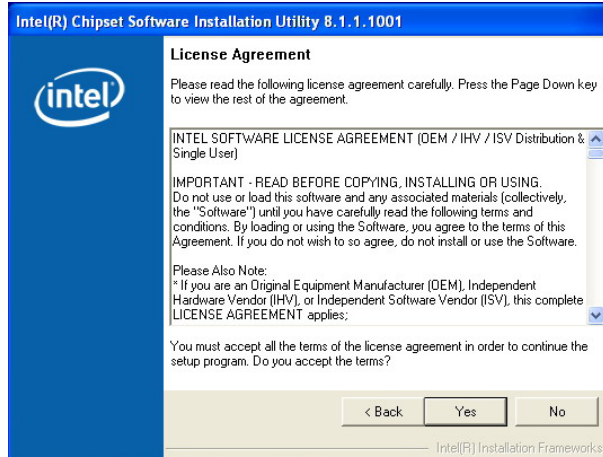 Intel(R) Chipset Software Installation Utility 8.1.1.1001
intel
License Agreement
Please read the following license agreement carefully. Press the Page Down key
to view the rest of the agreement.
INTEL SOFTWARE LICENSE AGREEMENT (OEM / IHV / ISV Distribution &
Single User)
IMPORTANT - READ BEFORE COPYING, INSTALLING OR USING.
Do not use or load this software and any associated materials (collectively,
the "Software") until you have carefully read the following terms and
conditions. By loading or using the Software, you agree to the terms of this
Agreement. If you do not wish to so agree, do not install or use the Software.
Please Also Note:
* If you are an Original Equipment Manufacturer (OEM), Independent
Hardware Vendor (IHV), or Independent Software Vendor (ISV), this complete
LICENSE AGREEMENT applies;
You must accept all the terms of the license agreement in order to continue the
setup program. Do you accept the terms?
< Back
Yes
No
Intel(R) Installation Frameworks